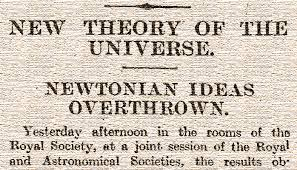 NEW THEORY OF THE
UNIVERSE.
NEWTONIAN IDEAS
OVERTHROWN.
Yesterday afternoon in the rooms of the
Royal Society, at a joint session of the Royal
and Astronomical Societies, the results ob-